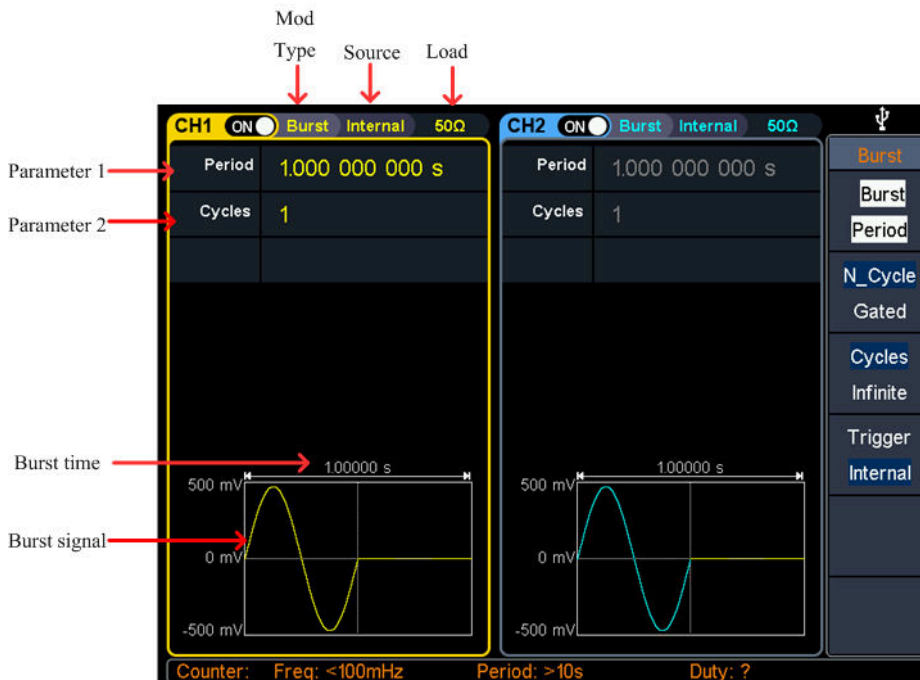 Mod
Type
Source
Load
CH1 ON Burst Internal 50Ω
CH2 ON Burst Internal 50Ω
Parameter 1
Period 1.000 000 000 s
Period 1.000 000 000 s
Parameter 2
Cycles 1
Cycles 1
Burst
Burst
Period
N_Cycle
Gated
Cycles
Infinite
Trigger
Internal
Burst time
1.00000 s
1.00000 s
500 mV
500 mV
Burst signal
0 mV
0 mV
-500 mV
-500 mV
Counter: Freq: <100mHz Period: >10s Duty: ?